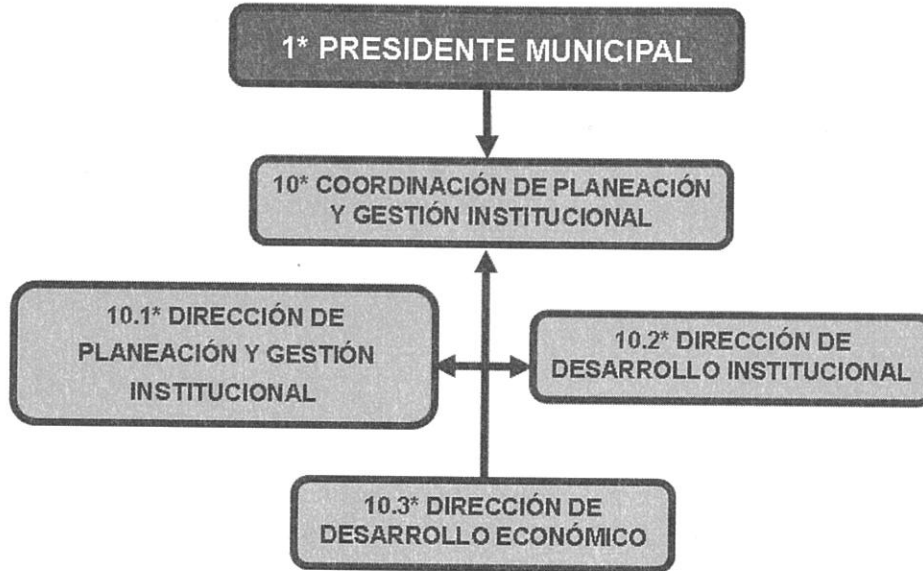 1* PRESIDENTE MUNICIPAL
10* COORDINACIÓN DE PLANEACIÓN
Y GESTIÓN INSTITUCIONAL
10.1* DIRECCIÓN DE
PLANEACIÓN Y GESTIÓN
INSTITUCIONAL
10.2* DIRECCIÓN DE
DESARROLLO INSTITUCIONAL
10.3* DIRECCIÓN DE
DESARROLLO ECONÓMICO